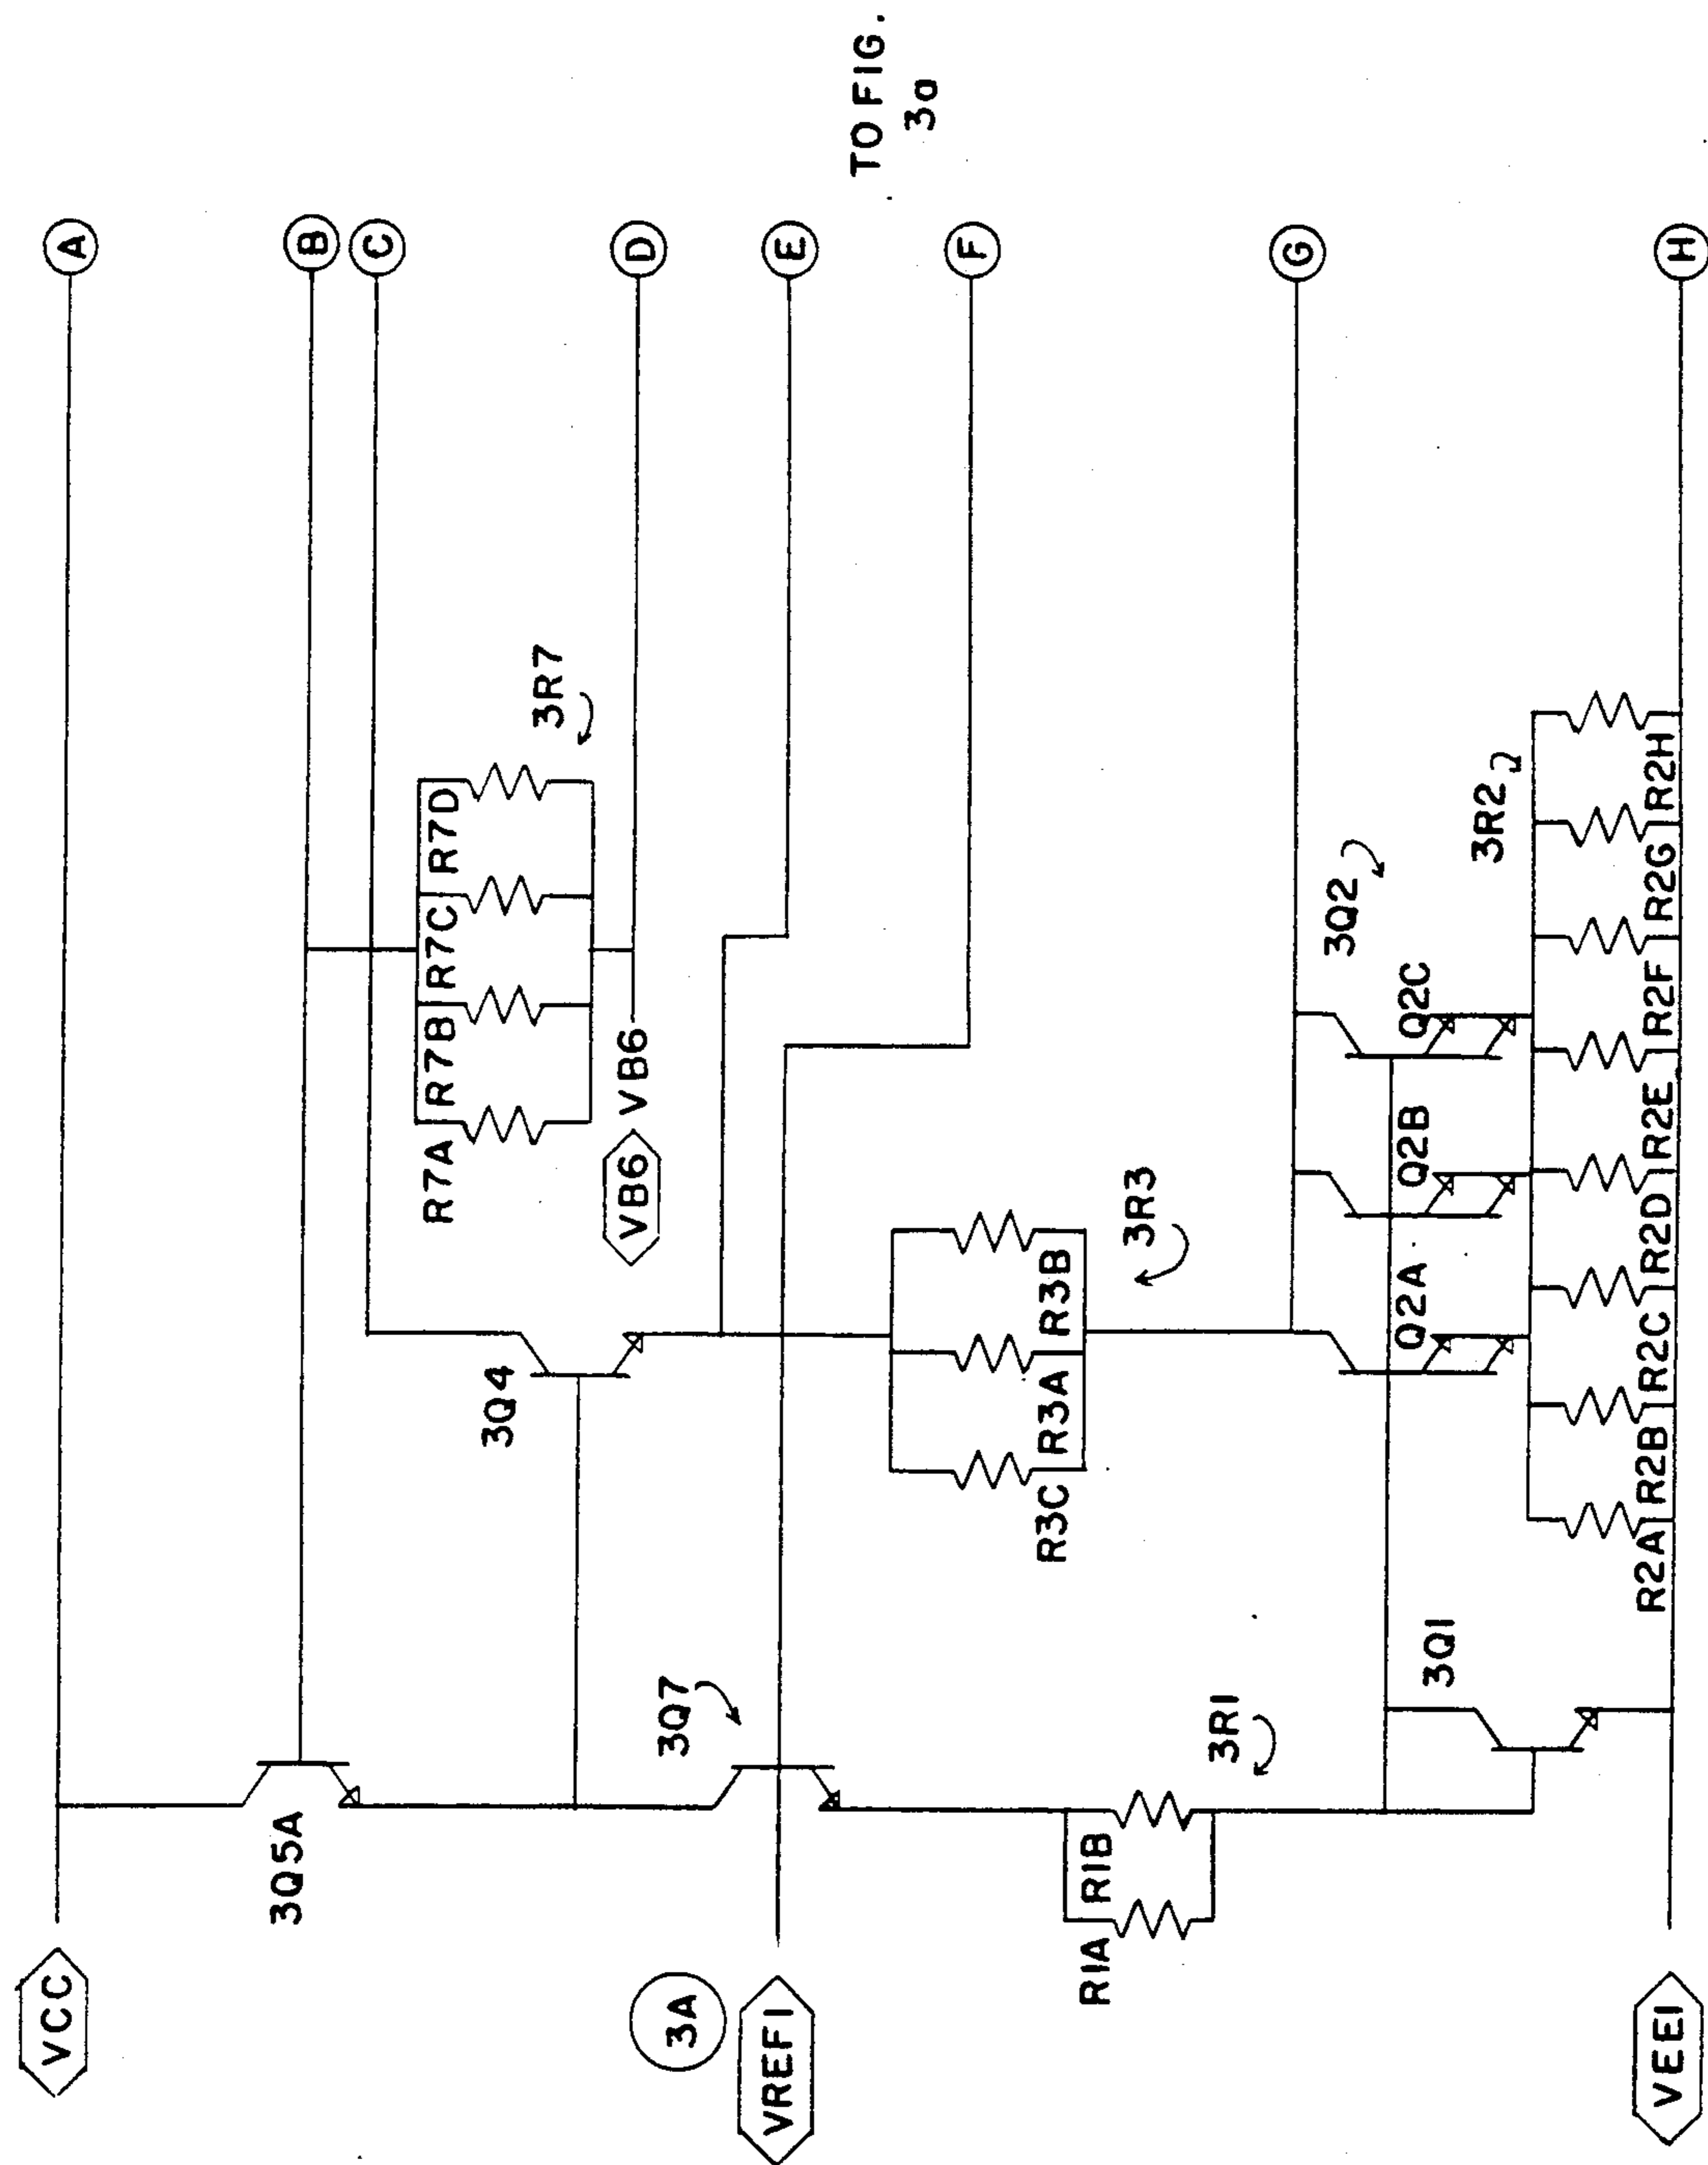 VCC
A
3Q5A
B
C
R7A
R7B
R7C
R7D
3R7
3Q4
VB6
VB6
D
3A
VREF1
3Q7
E
F
TO FIG.
3a
R1A
R1B
3R1
R3C
R3A
R3B
3R3
G
3Q1
Q2A
Q2B
Q2C
3Q2
3R2
R2A
R2B
R2C
R2D
R2E
R2F
R2G
R2H
VEE1
H